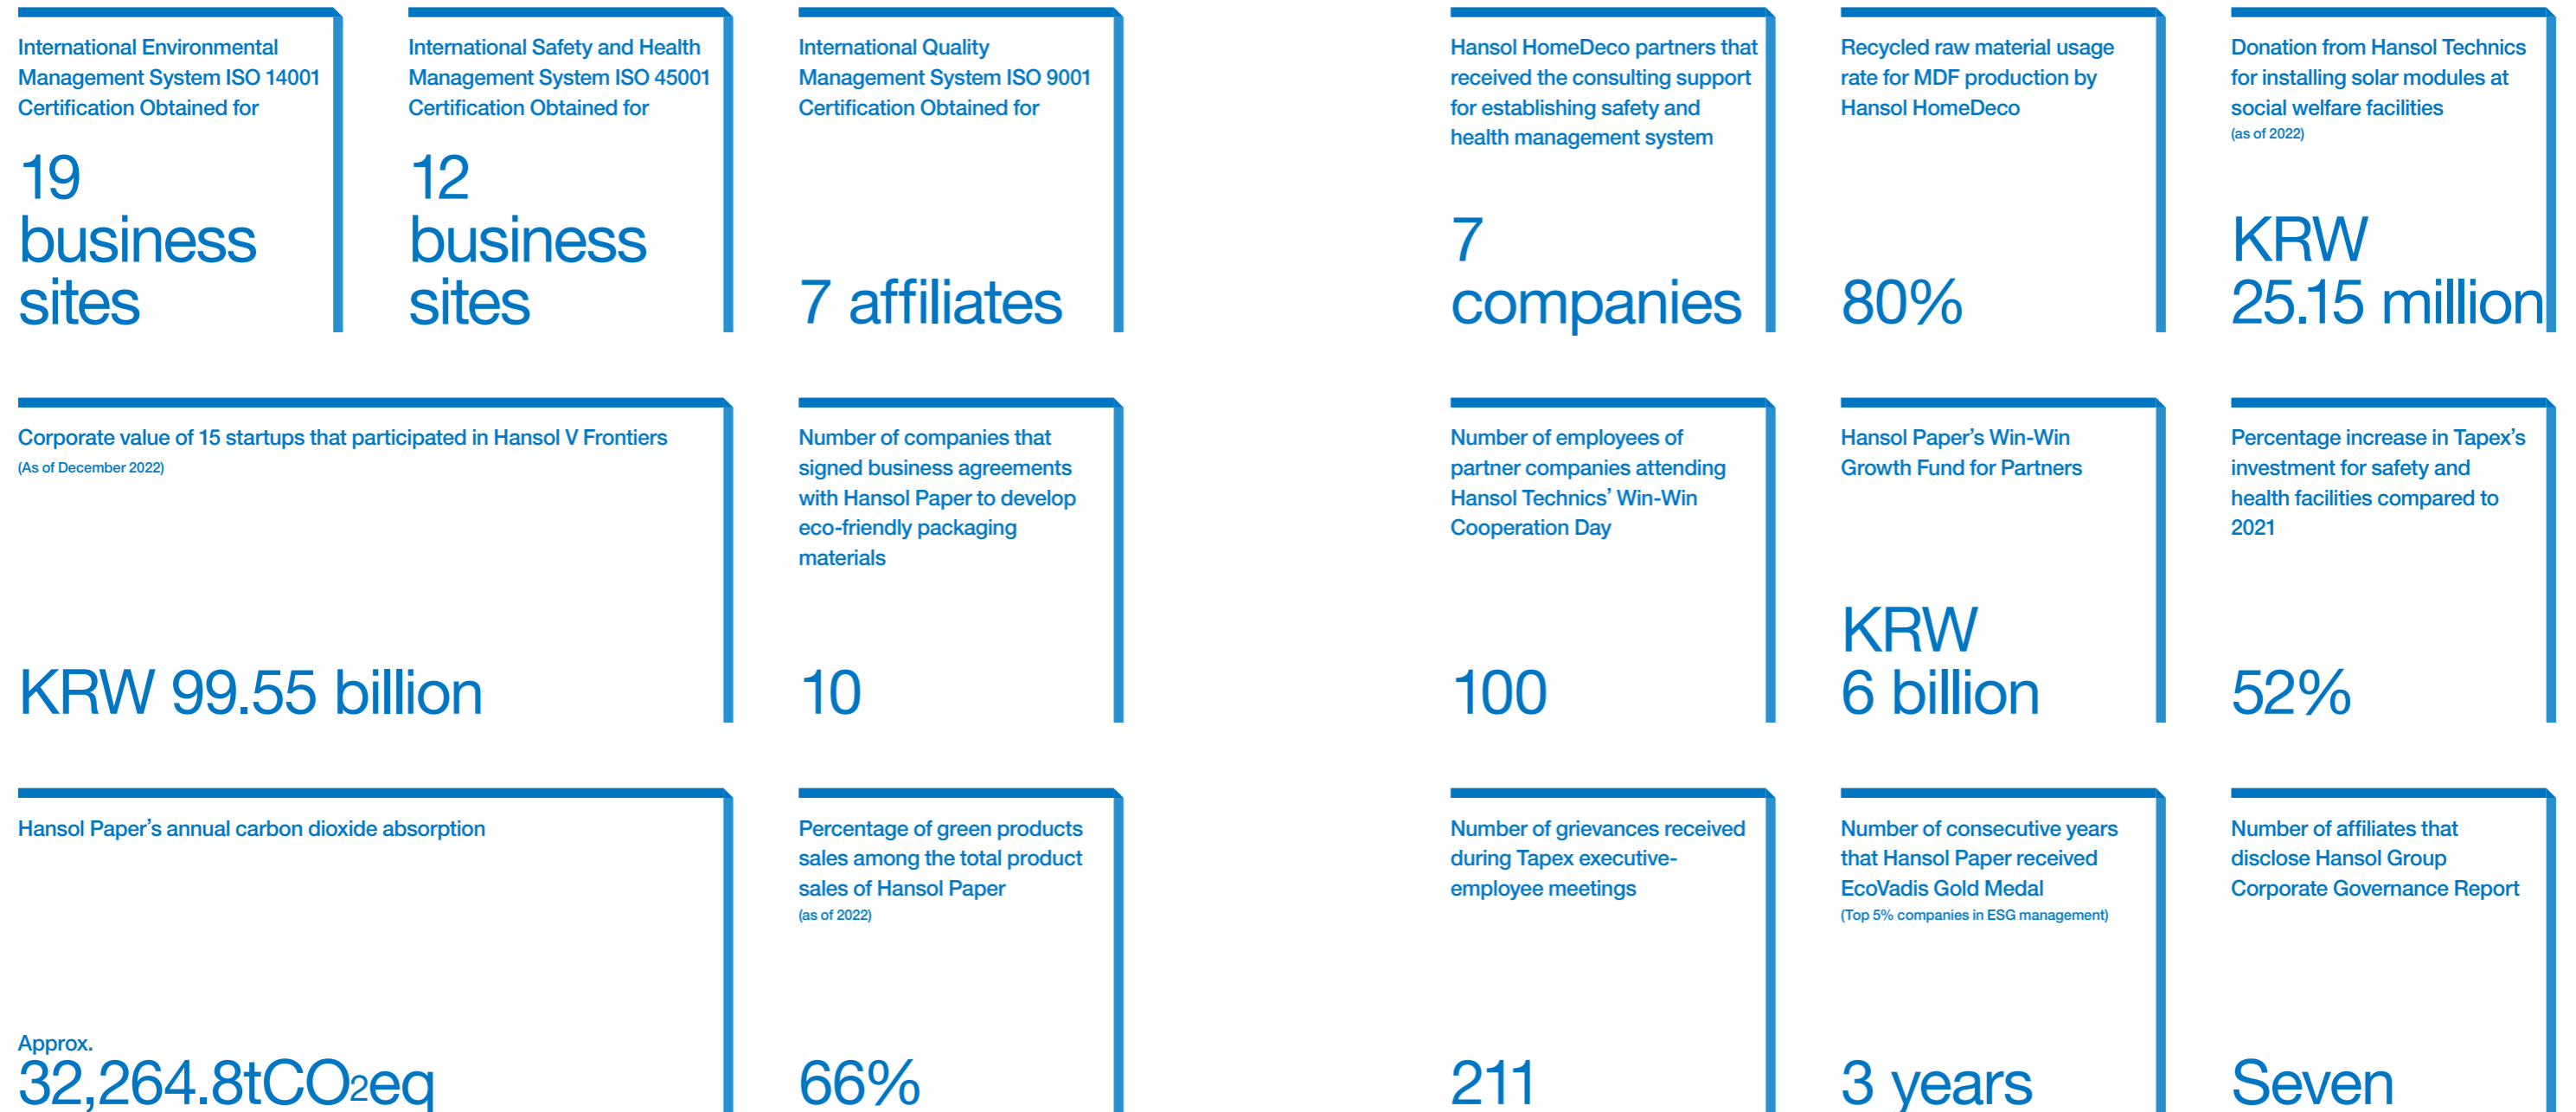 International Environmental
Management System ISO 14001
Certification Obtained for
19
business
sites
International Safety and Health
Management System ISO 45001
Certification Obtained for
12
business
sites
International Quality
Management System ISO 9001
Certification Obtained for
7 affiliates
Hansol HomeDeco partners that
received the consulting support
for establishing safety and
health management system
7
companies
Recycled raw material usage
rate for MDF production by
Hansol HomeDeco
80%
Donation from Hansol Technics
for installing solar modules at
social welfare facilities
(as of 2022)
KRW
25.15 million
Corporate value of 15 startups that participated in Hansol V Frontiers
(As of December 2022)
KRW 99.55 billion
Number of companies that
signed business agreements
with Hansol Paper to develop
eco-friendly packaging
materials
10
Number of employees of
partner companies attending
Hansol Technics’ Win-Win
Cooperation Day
100
Hansol Paper’s Win-Win
Growth Fund for Partners
KRW
6 billion
Percentage increase in Tapex’s
investment for safety and
health facilities compared to
2021
52%
Hansol Paper’s annual carbon dioxide absorption
Approx.
32,264.8tCO2eq
Percentage of green products
sales among the total product
sales of Hansol Paper
(as of 2022)
66%
Number of grievances received
during Tapex executive-
employee meetings
211
Number of consecutive years
that Hansol Paper received
EcoVadis Gold Medal
(Top 5% companies in ESG management)
3 years
Number of affiliates that
disclose Hansol Group
Corporate Governance Report
Seven